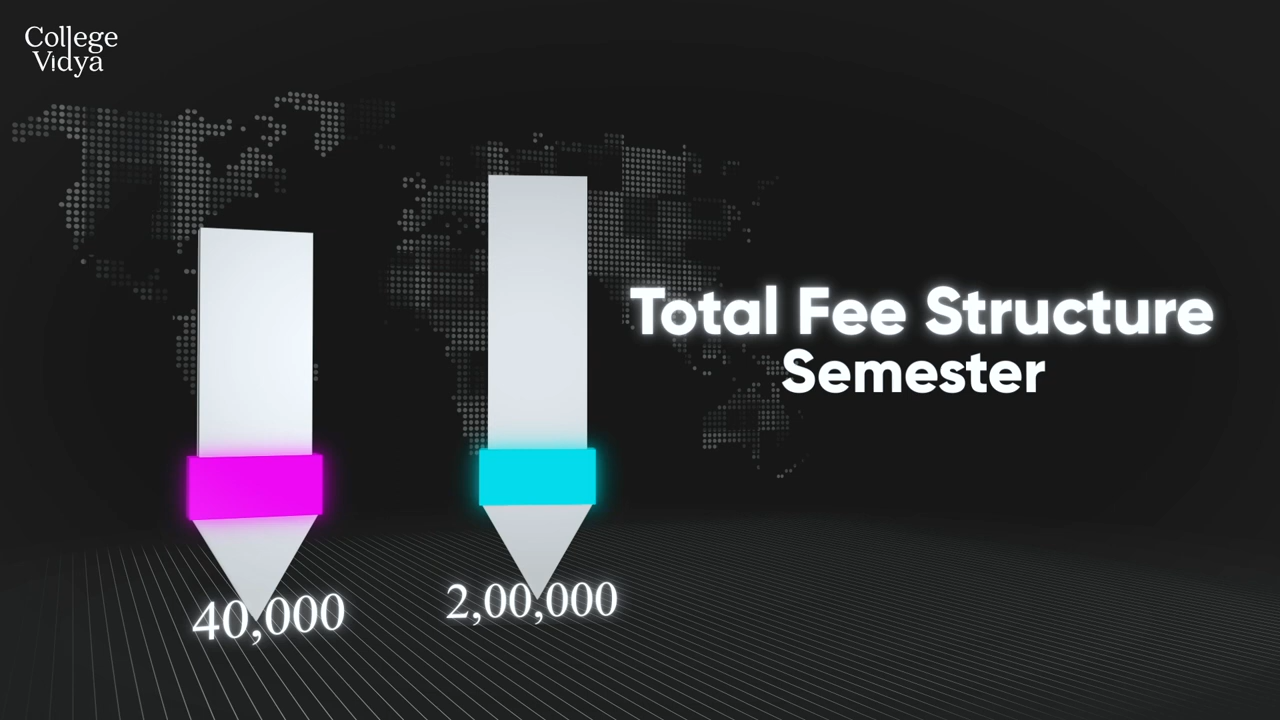 College
Vidya
Total Fee Structure
Semester
40,000
2,00,000